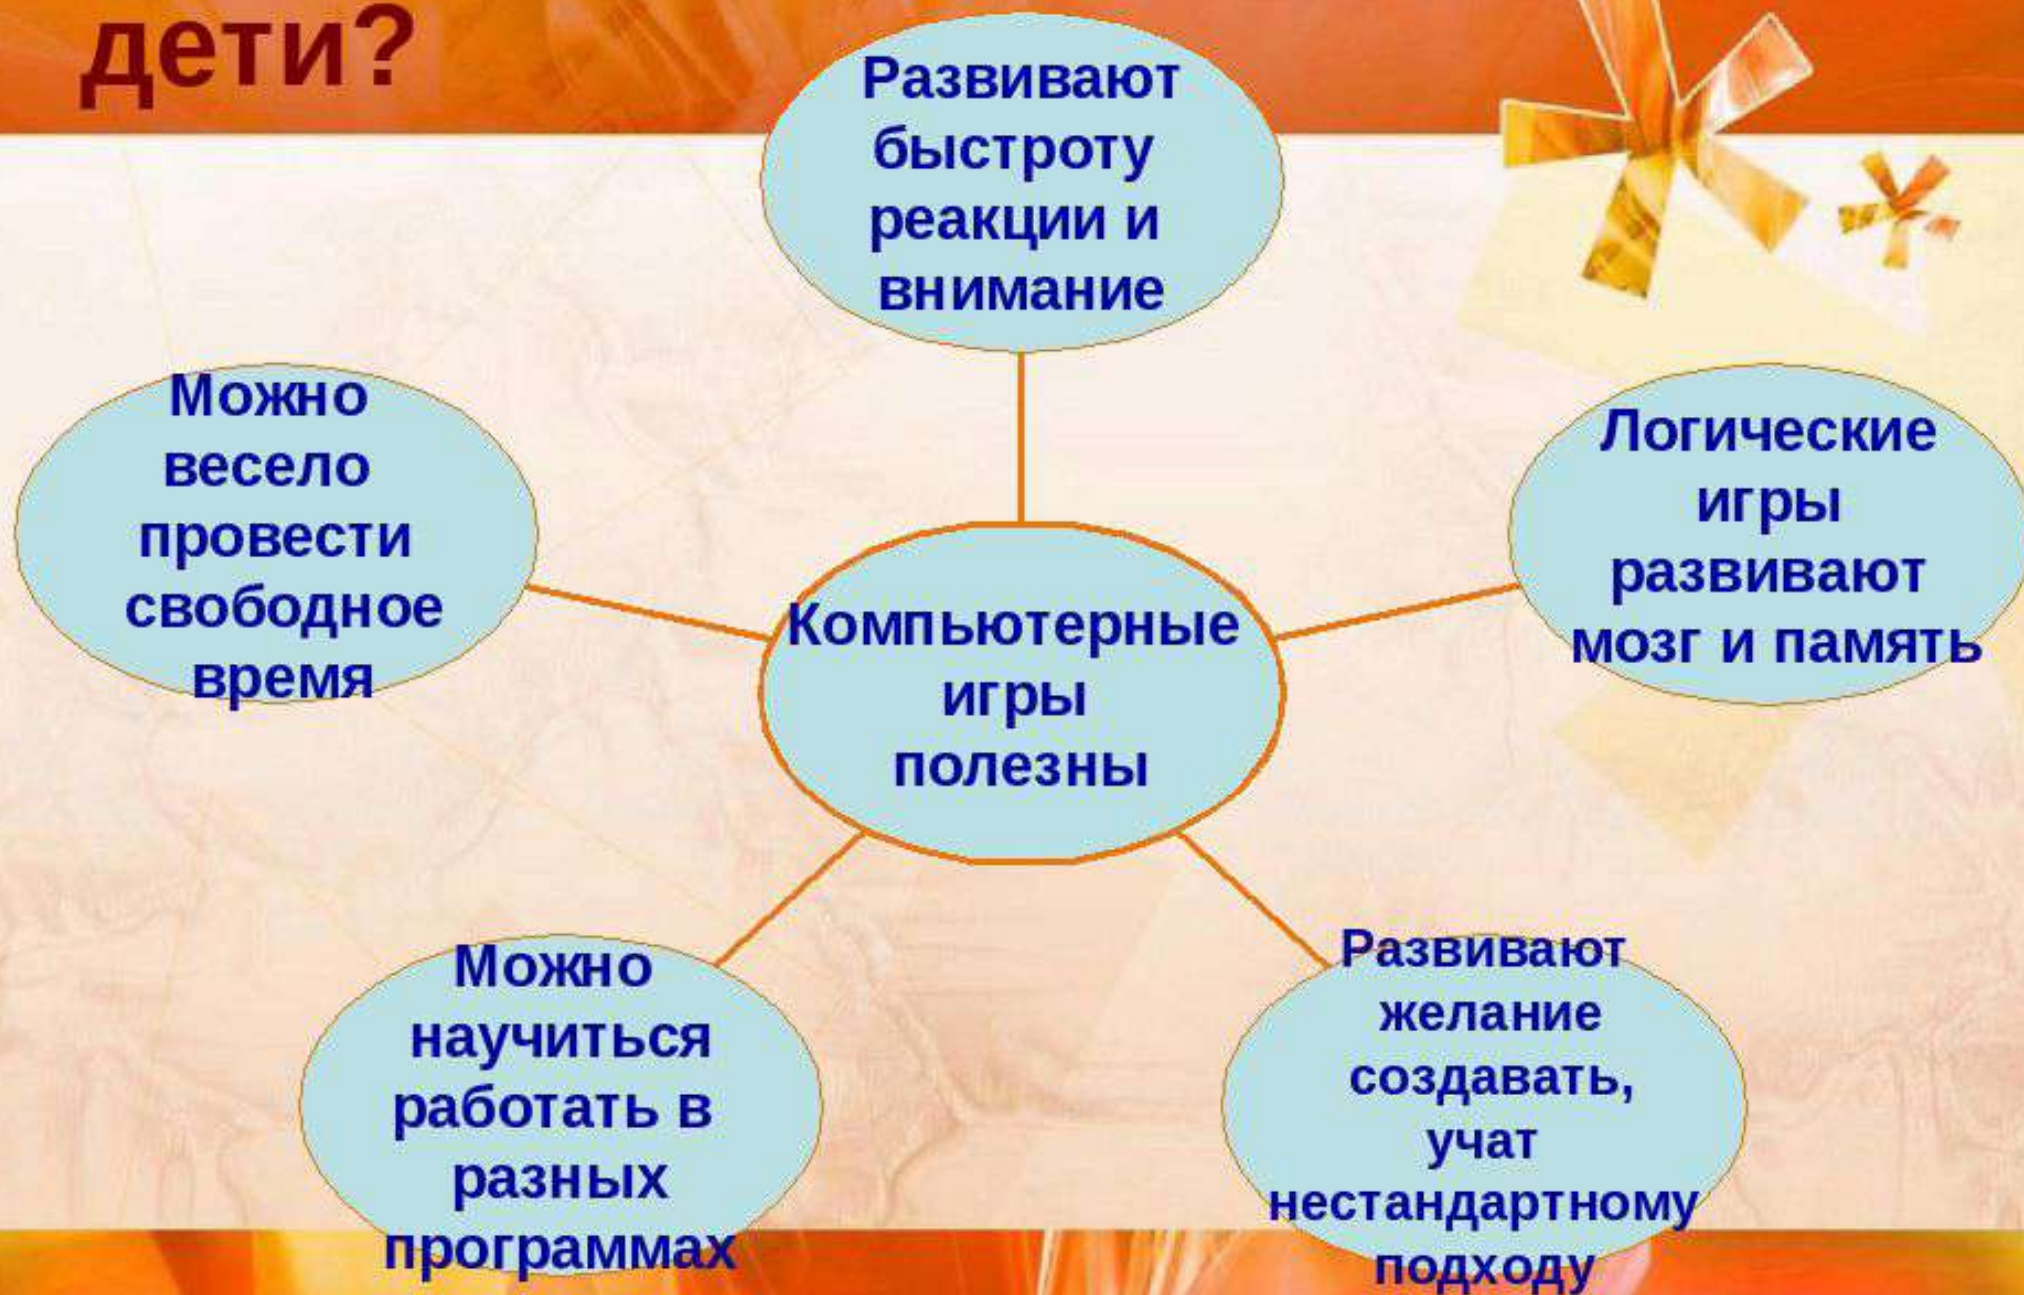 дети?
Развивают
быстроту
реакции и
внимание
Можно
весело
провести
свободное
время
Логические
игры
развивают
мозг и память
Компьютерные
игры
полезны
Можно
научиться
работать в
разных
программах
Развивают
желание
создавать,
учат
нестандартному
подходу